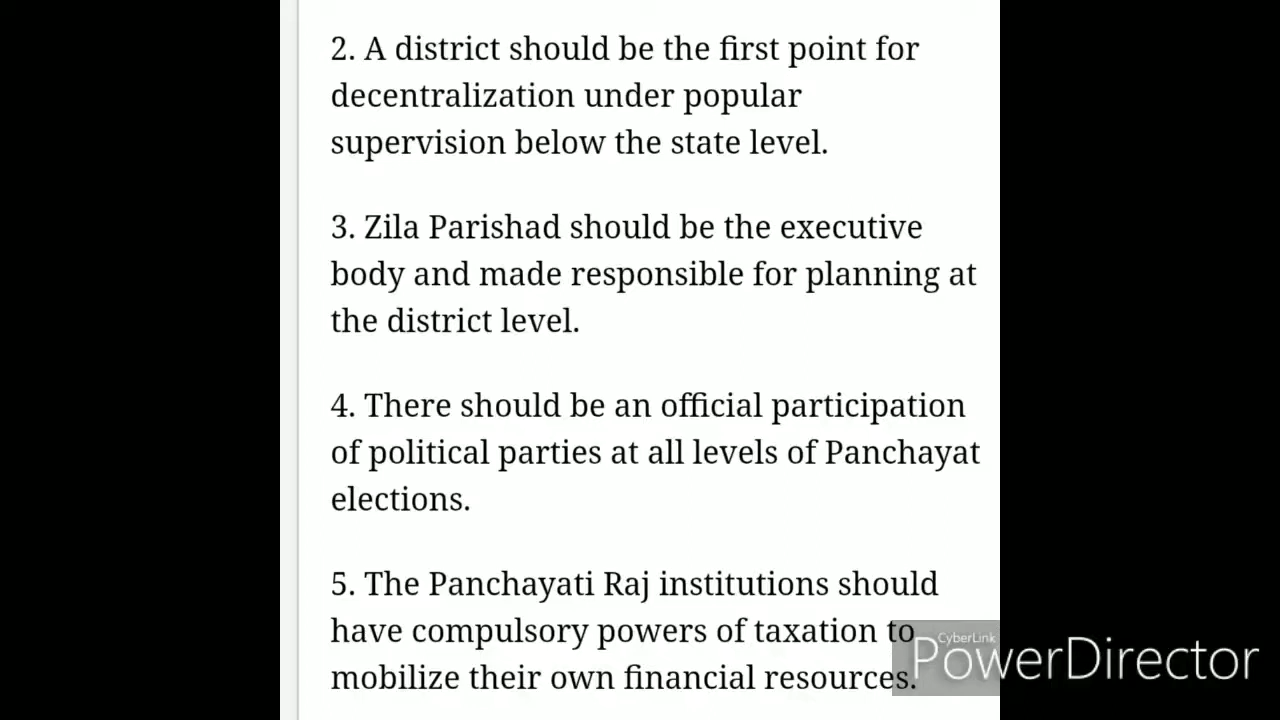 2. A district should be the first point for
decentralization under popular
supervision below the state level.
3. Zila Parishad should be the executive
body and made responsible for planning at
the district level.
4. There should be an official participation
of political parties at all levels of Panchayat
elections.
5. The Panchayati Raj institutions should
have compulsory powers of taxation to
mobilize their own financial resources.
CyberLink
PowerDirector